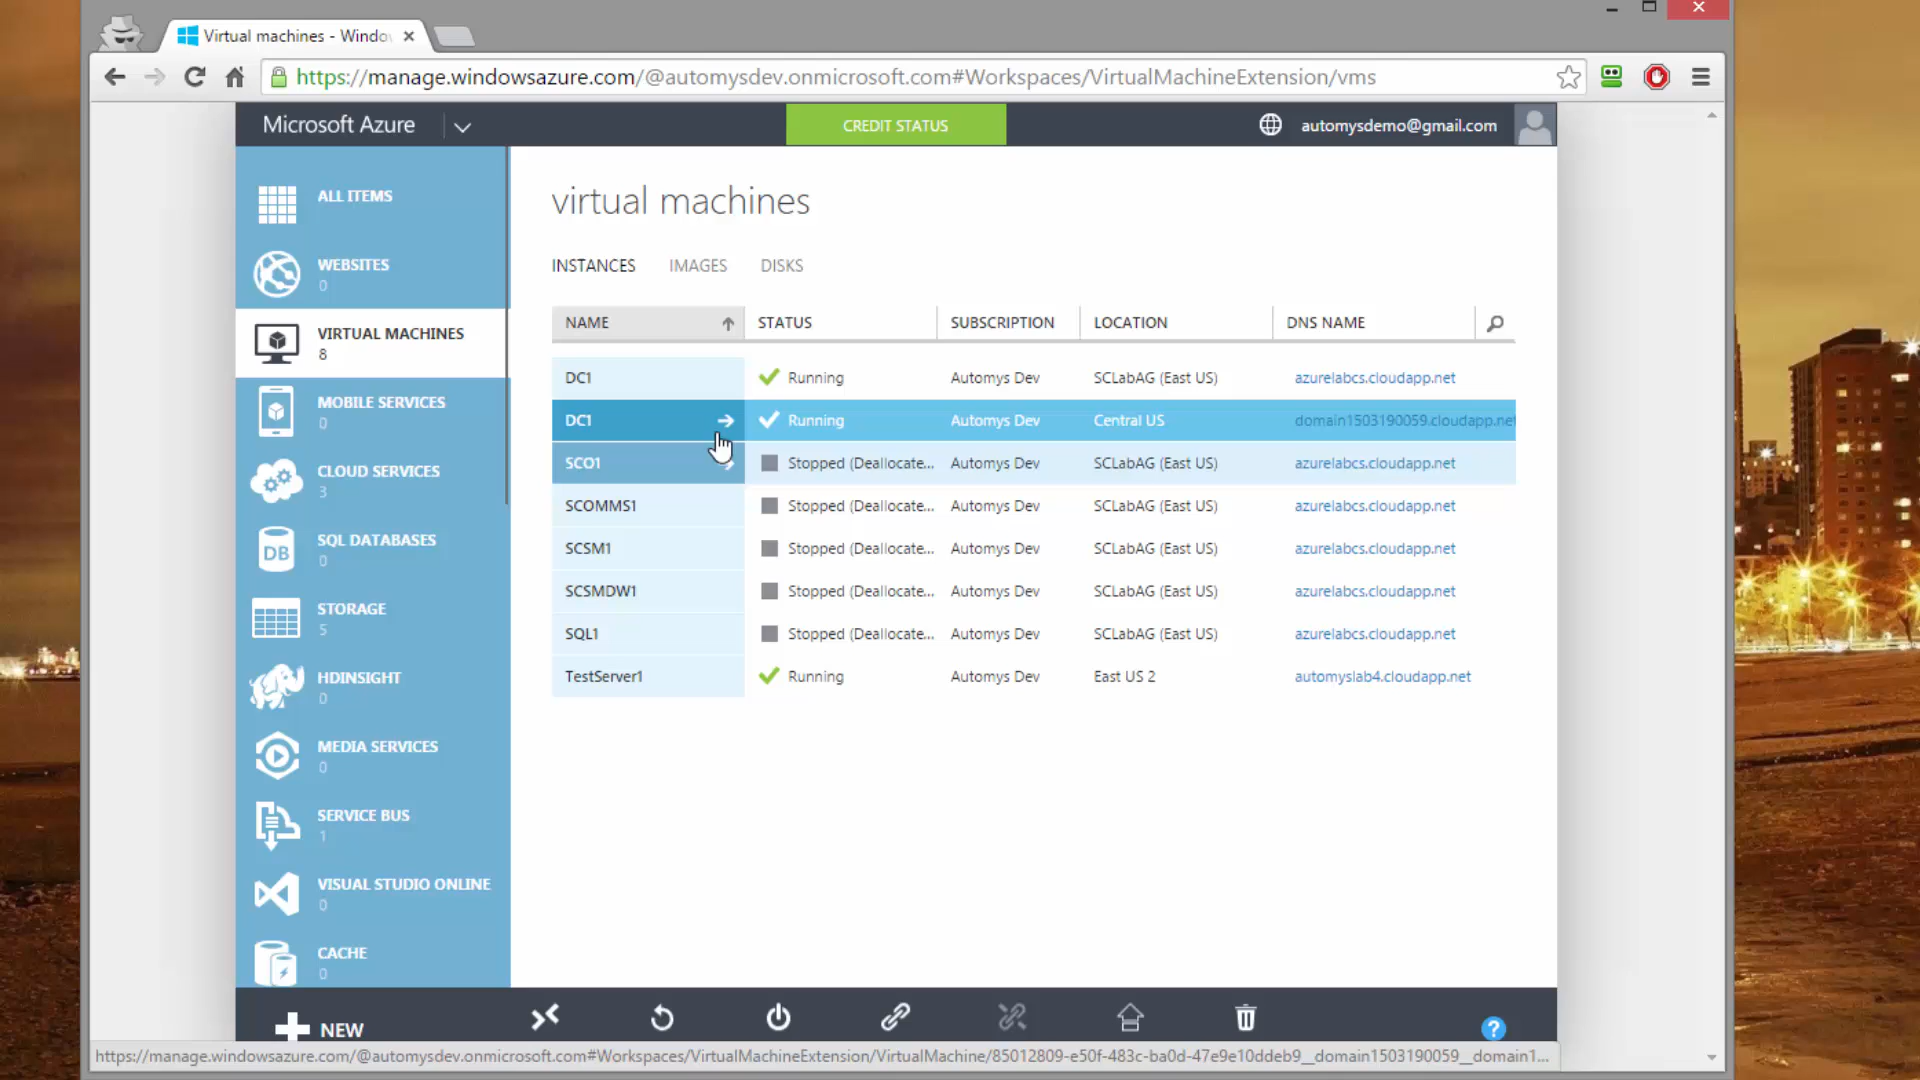 Virtual machines - Windo
https://manage.windowsazure.com/@automysdev.onmicrosoft.com#Workspaces/VirtualMachineExtension/vms
Microsoft Azure
CREDIT STATUS
automysdemo@gmail.com
ALL ITEMS
WEBSITES
0
VIRTUAL MACHINES
8
MOBILE SERVICES
0
CLOUD SERVICES
3
SQL DATABASES
0
DB
STORAGE
5
HDINSIGHT
0
MEDIA SERVICES
0
SERVICE BUS
1
VISUAL STUDIO ONLINE
0
CACHE
0
virtual machines
INSTANCES IMAGES DISKS
NAME STATUS SUBSCRIPTION LOCATION DNS NAME
DC1 Running Automys Dev SCLabAG (East US) azurelabcs.cloudapp.net
DC1 Running Automys Dev Central US domain1503190059.cloudapp.net
SCO1 Stopped (Deallocate... Automys Dev SCLabAG (East US) azurelabcs.cloudapp.net
SCOMMS1 Stopped (Deallocate... Automys Dev SCLabAG (East US) azurelabcs.cloudapp.net
SCSM1 Stopped (Deallocate... Automys Dev SCLabAG (East US) azurelabcs.cloudapp.net
SCSMDW1 Stopped (Deallocate... Automys Dev SCLabAG (East US) azurelabcs.cloudapp.net
SQL1 Stopped (Deallocate... Automys Dev SCLabAG (East US) azurelabcs.cloudapp.net
TestServer1 Running Automys Dev East US 2 automyslab4.cloudapp.net
NEW
?
https://manage.windowsazure.com/@automysdev.onmicrosoft.com#Workspaces/VirtualMachineExtension/VirtualMachine/85012809-e50f-483c-ba0d-47e9e10ddeb9__domain1503190059__domain1...